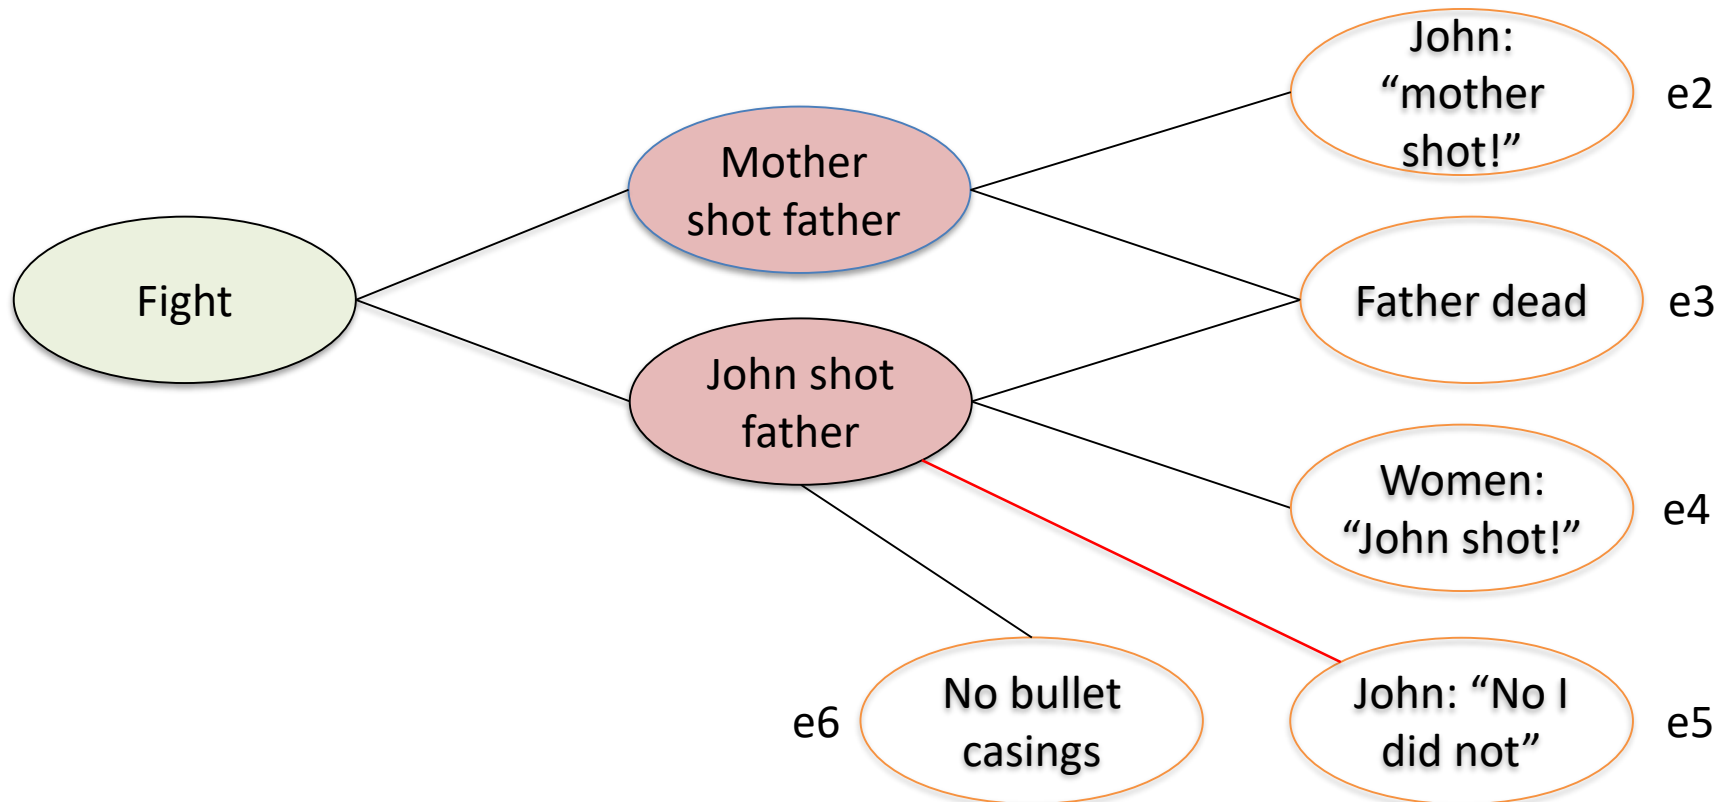 John:
“mother
shot!”
e2
Mother
shot father
Fight
Father dead
e3
John shot
father
Women:
“John shot!”
e4
e6
No bullet
casings
John: “No I
did not”
e5